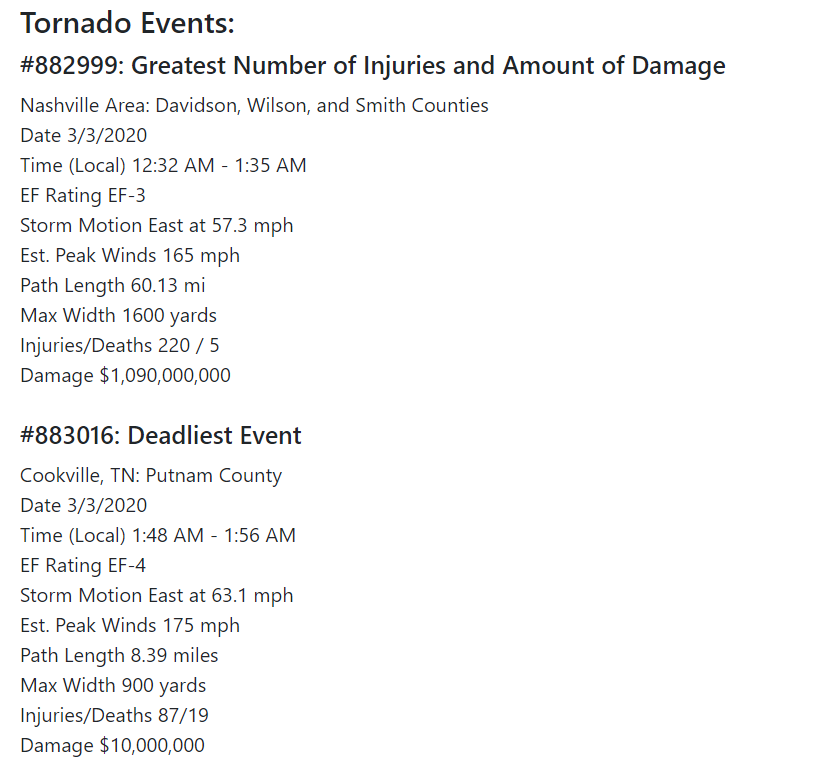 Tornado Events:
#882999: Greatest Number of Injuries and Amount of Damage
Nashville Area: Davidson, Wilson, and Smith Counties
Date 3/3/2020
Time (Local) 12:32 AM - 1:35 AM
EF Rating EF-3
Storm Motion East at 57.3 mph
Est. Peak Winds 165 mph
Path Length 60.13 mi
Max Width 1600 yards
Injuries/Deaths 220 / 5
Damage $1,090,000,000
#883016: Deadliest Event
Cookville, TN: Putnam County
Date 3/3/2020
Time (Local) 1:48 AM - 1:56 AM
EF Rating EF-4
Storm Motion East at 63.1 mph
Est. Peak Winds 175 mph
Path Length 8.39 miles
Max Width 900 yards
Injuries/Deaths 87/19
Damage $10,000,000